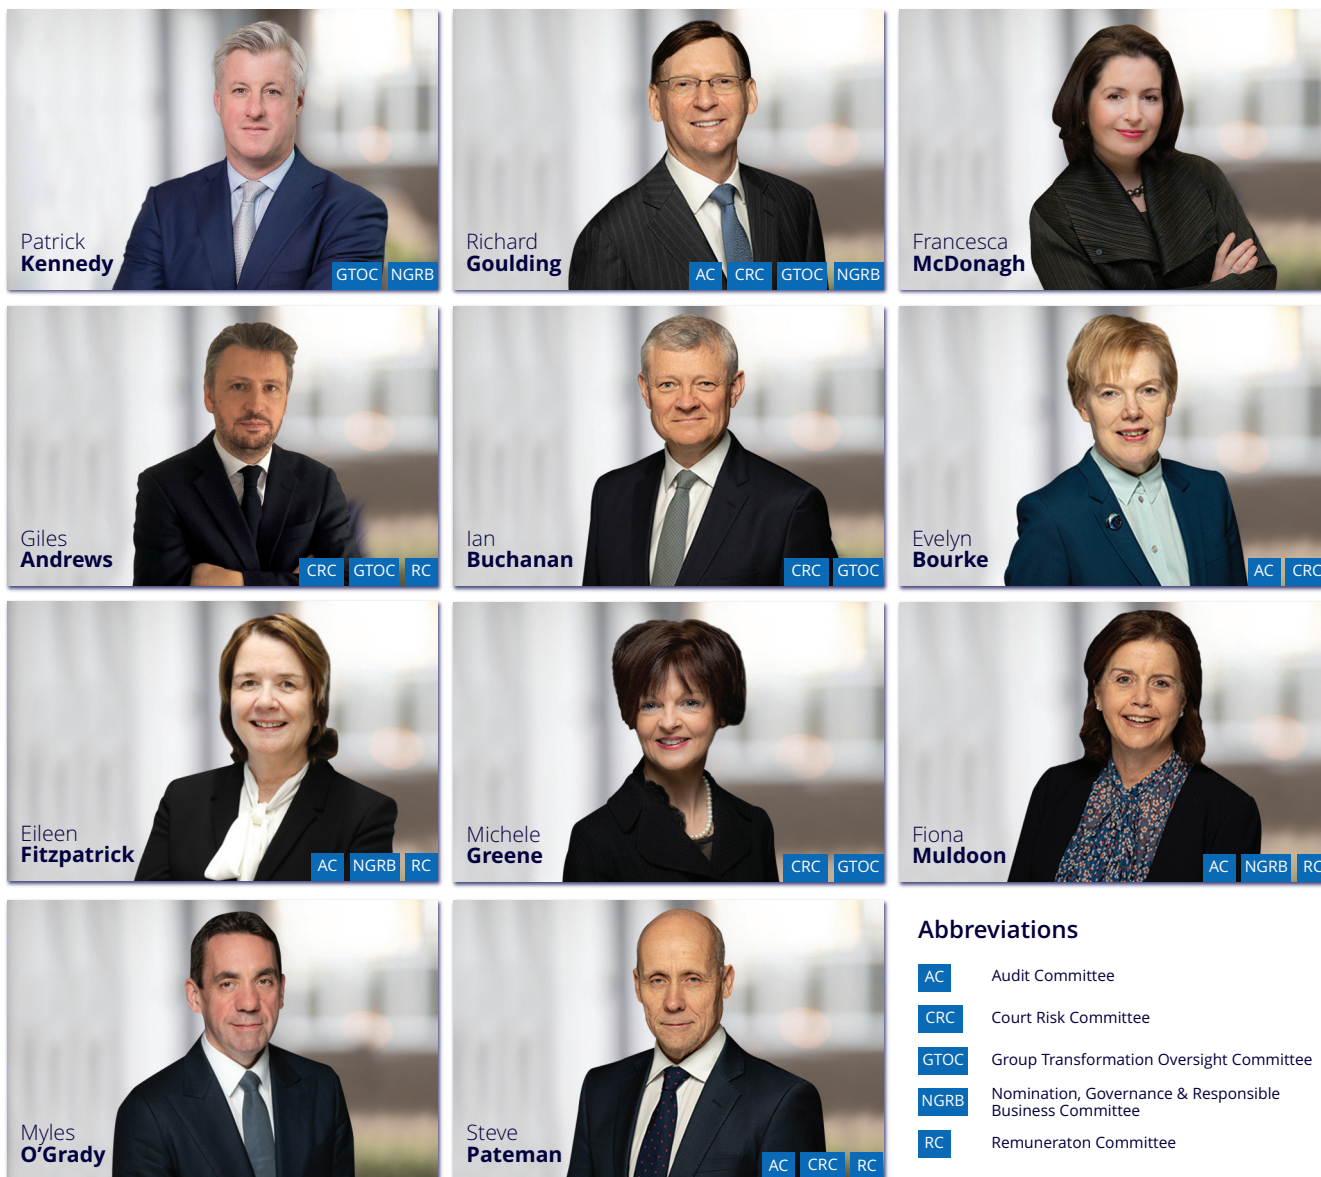 Patrick
Kennedy
GTOC NGRB
Richard
Goulding
AC CRC GTOC NGRB
Francesca
McDonagh
Giles
Andrews
CRC GTOC RC
Ian
Buchanan
CRC GTOC
Evelyn
Bourke
AC CRC
Eileen
Fitzpatrick
AC NGRB RC
Michele
Greene
CRC GTOC
Fiona
Muldoon
AC NGRB RC
Myles
O'Grady
Steve
Pateman
AC CRC RC
Abbreviations
AC Audit Committee
CRC Court Risk Committee
GTOC Group Transformation Oversight Committee
NGRB Nomination, Governance & Responsible
Business Committee
RC Remuneraton Committee